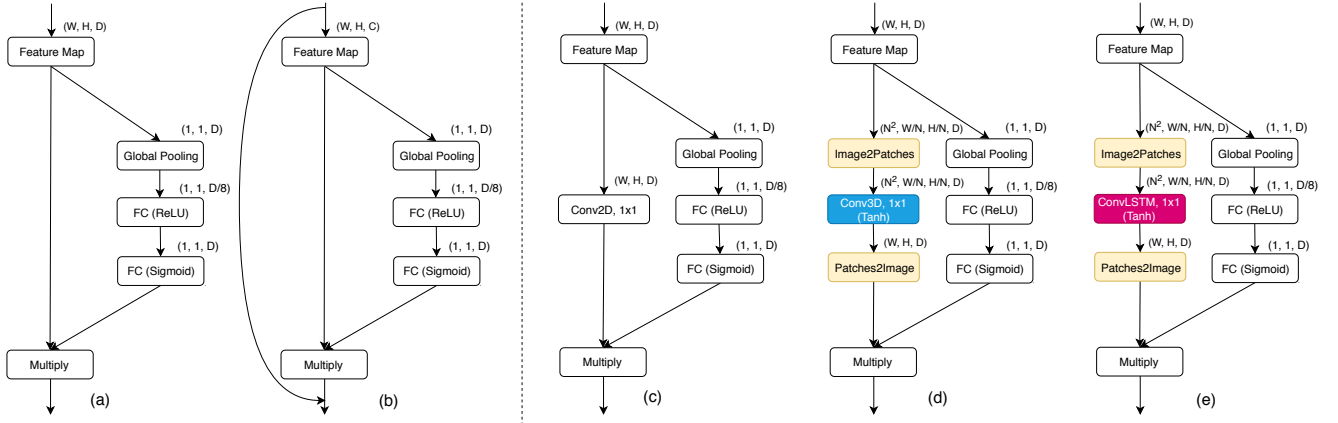 (W, H, D)
Feature Map
(1, 1, D)
Global Pooling
(1, 1, D/8)
FC (ReLU)
(1, 1, D)
FC (Sigmoid)
Multiply
(a)
(W, H, C)
Feature Map
(1, 1, D)
Global Pooling
(1, 1, D/8)
FC (ReLU)
(1, 1, D)
FC (Sigmoid)
Multiply
(b)
(W, H, D)
Feature Map
(1, 1, D)
Global Pooling
(W, H, D)
(1, 1, D/8)
Conv2D, 1x1
FC (ReLU)
(1, 1, D)
FC (Sigmoid)
Multiply
(c)
(W, H, D)
Feature Map
(N², W/N, H/N, D)
(1, 1, D)
Image2Patches
Global Pooling
(N², W/N, H/N, D)
(1, 1, D/8)
Conv3D, 1x1
(Tanh)
FC (ReLU)
(W, H, D)
(1, 1, D)
Patches2Image
FC (Sigmoid)
Multiply
(d)
(W, H, D)
Feature Map
(N², W/N, H/N, D)
(1, 1, D)
Image2Patches
Global Pooling
(N², W/N, H/N, D)
(1, 1, D/8)
ConvLSTM, 1x1
(Tanh)
FC (ReLU)
(W, H, D)
(1, 1, D)
Patches2Image
FC (Sigmoid)
Multiply
(e)